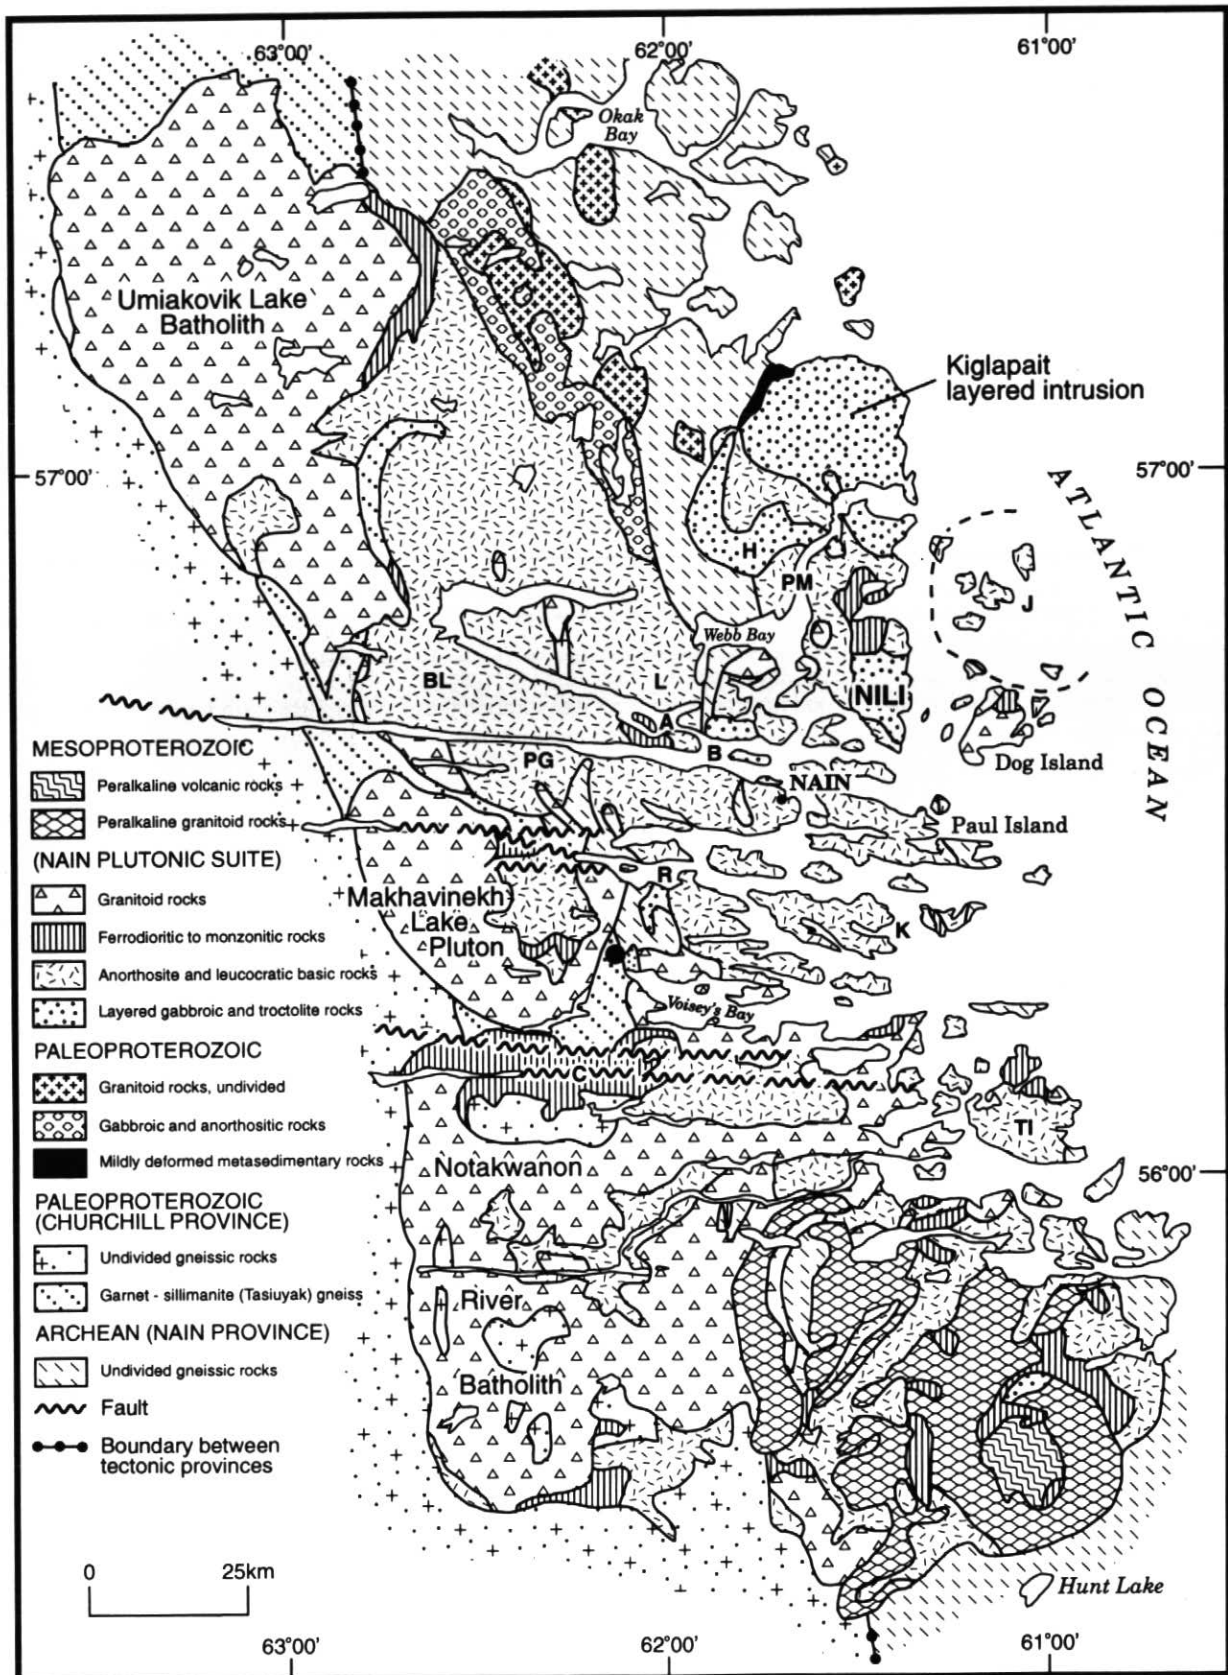 63°00'
62°00'
61°00'
Okak
Bay
Umiakovik Lake
Batholith
Kiglapait
layered intrusion
57°00'
57°00'
ATLANTIC OCEAN
H
PM
J
Webb Bay
BL
L
NILI
A
B
Dog Island
PG
NAIN
Paul Island
R
Makhavinekh
Lake
Pluton
K
Voisey's Bay
C
TI
Notakwanon
56°00'
River
Batholith
Hunt Lake
MESOPROTEROZOIC
Peralkaline volcanic rocks
Peralkaline granitoid rocks
(NAIN PLUTONIC SUITE)
Granitoid rocks
Ferrodioritic to monzonitic rocks
Anorthosite and leucocratic basic rocks
Layered gabbroic and troctolite rocks
PALEOPROTEROZOIC
Granitoid rocks, undivided
Gabbroic and anorthositic rocks
Mildly deformed metasedimentary rocks
PALEOPROTEROZOIC
(CHURCHILL PROVINCE)
Undivided gneissic rocks
Garnet - sillimanite (Tasiuyak) gneiss
ARCHEAN (NAIN PROVINCE)
Undivided gneissic rocks
Fault
Boundary between
tectonic provinces
0 25km
63°00'
62°00'
61°00'